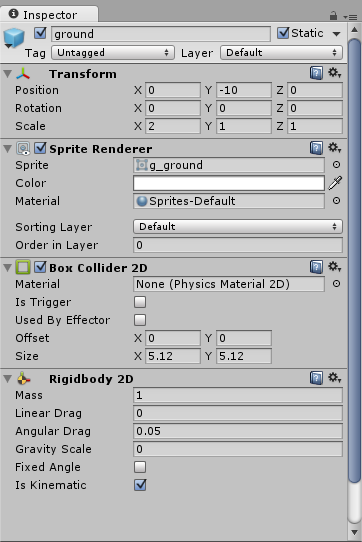 Inspector
ground Static
Tag Untagged Layer Default
Transform
Position X 0 Y -10 Z 0
Rotation X 0 Y 0 Z 0
Scale X 2 Y 1 Z 1
Sprite Renderer
Sprite g_ground
Color
Material Sprites-Default
Sorting Layer Default
Order in Layer 0
Box Collider 2D
Material None (Physics Material 2D)
Is Trigger
Used By Effector
Offset X 0 Y 0
Size X 5.12 Y 5.12
Rigidbody 2D
Mass 1
Linear Drag 0
Angular Drag 0.05
Gravity Scale 0
Fixed Angle
Is Kinematic